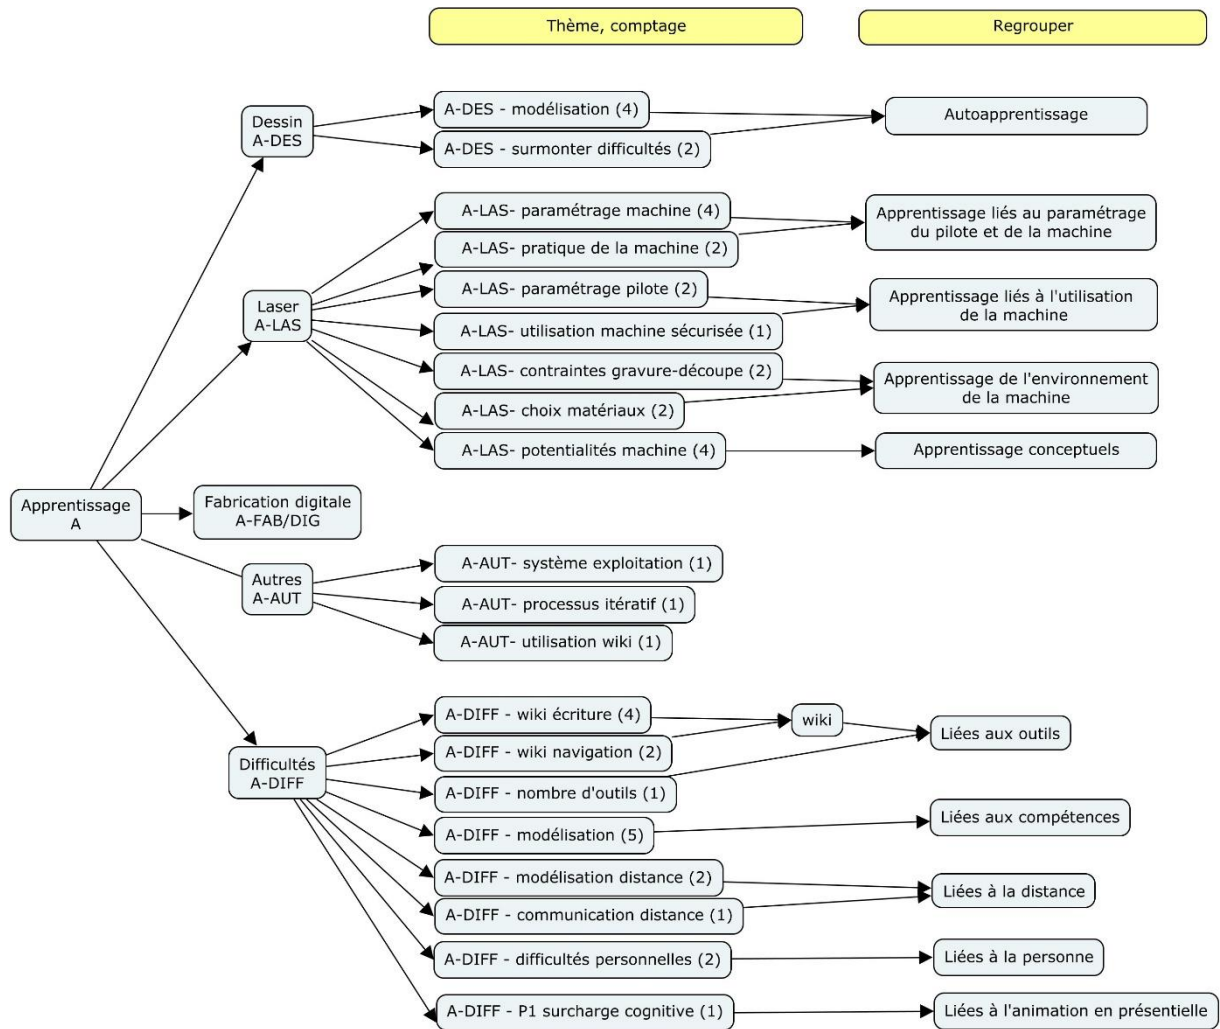 Thème, comptage
Regrouper
Dessin
A-DES
A-DES - modélisation (4)
A-DES - surmonter difficultés (2)
Autoapprentissage
Laser
A-LAS
A-LAS- paramétrage machine (4)
A-LAS- pratique de la machine (2)
A-LAS- paramétrage pilote (2)
A-LAS- utilisation machine sécurisée (1)
A-LAS- contraintes gravure-découpe (2)
A-LAS- choix matériaux (2)
A-LAS- potentialités machine (4)
Apprentissage liés au paramétrage
du pilote et de la machine
Apprentissage liés à l'utilisation
de la machine
Apprentissage de l'environnement
de la machine
Apprentissage conceptuels
Apprentissage
A
Fabrication digitale
A-FAB/DIG
Autres
A-AUT
A-AUT- système exploitation (1)
A-AUT- processus itératif (1)
A-AUT- utilisation wiki (1)
Difficultés
A-DIFF
A-DIFF - wiki écriture (4)
A-DIFF - wiki navigation (2)
A-DIFF - nombre d'outils (1)
A-DIFF - modélisation (5)
A-DIFF - modélisation distance (2)
A-DIFF - communication distance (1)
A-DIFF - difficultés personnelles (2)
A-DIFF - P1 surcharge cognitive (1)
wiki
Liées aux outils
Liées aux compétences
Liées à la distance
Liées à la personne
Liées à l'animation en présentielle